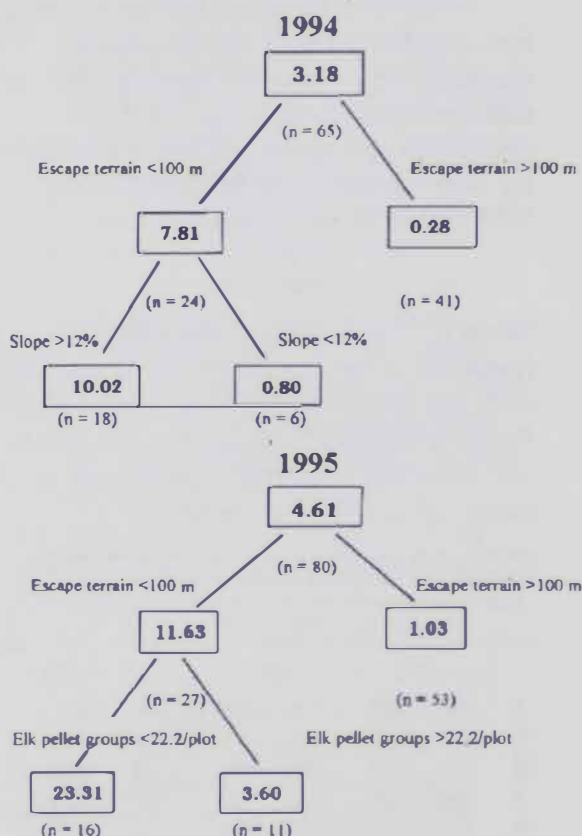 1994
3.18
(n = 65)
Escape terrain <100 m
Escape terrain >100 m
7.81
0.28
(n = 24)
(n = 41)
Slope >12%
Slope <12%
10.02
0.80
(n = 18)
(n = 6)
1995
4.61
(n = 80)
Escape terrain <100 m
Escape terrain >100 m
11.63
1.03
(n = 27)
(n = 53)
Elk pellet groups <22.2/plot
Elk pellet groups >22.2/plot
23.31
3.60
(n = 16)
(n = 11)